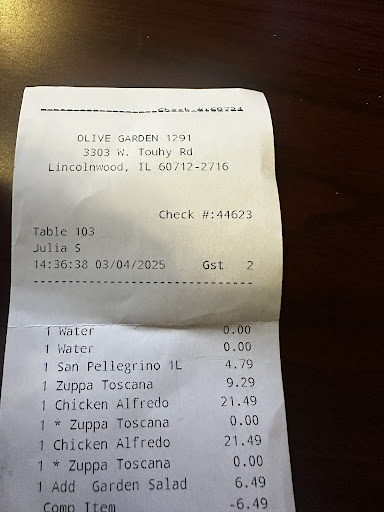 OLIVE GARDEN 1291
3303 W. Touhy Rd
Lincolnwood, IL 60712-2716
Check #:44623
Table 103
Julia S
14:36:38 03/04/2025 Gst 2
1 Water 0.00
1 Water 0.00
1 San Pellegrino 1L 4.79
1 Zuppa Toscana 9.29
1 Chicken Alfredo 21.49
1 * Zuppa Toscana 0.00
1 Chicken Alfredo 21.49
1 * Zuppa Toscana 0.00
1 Add Garden Salad 6.49
Comp Item -6.49